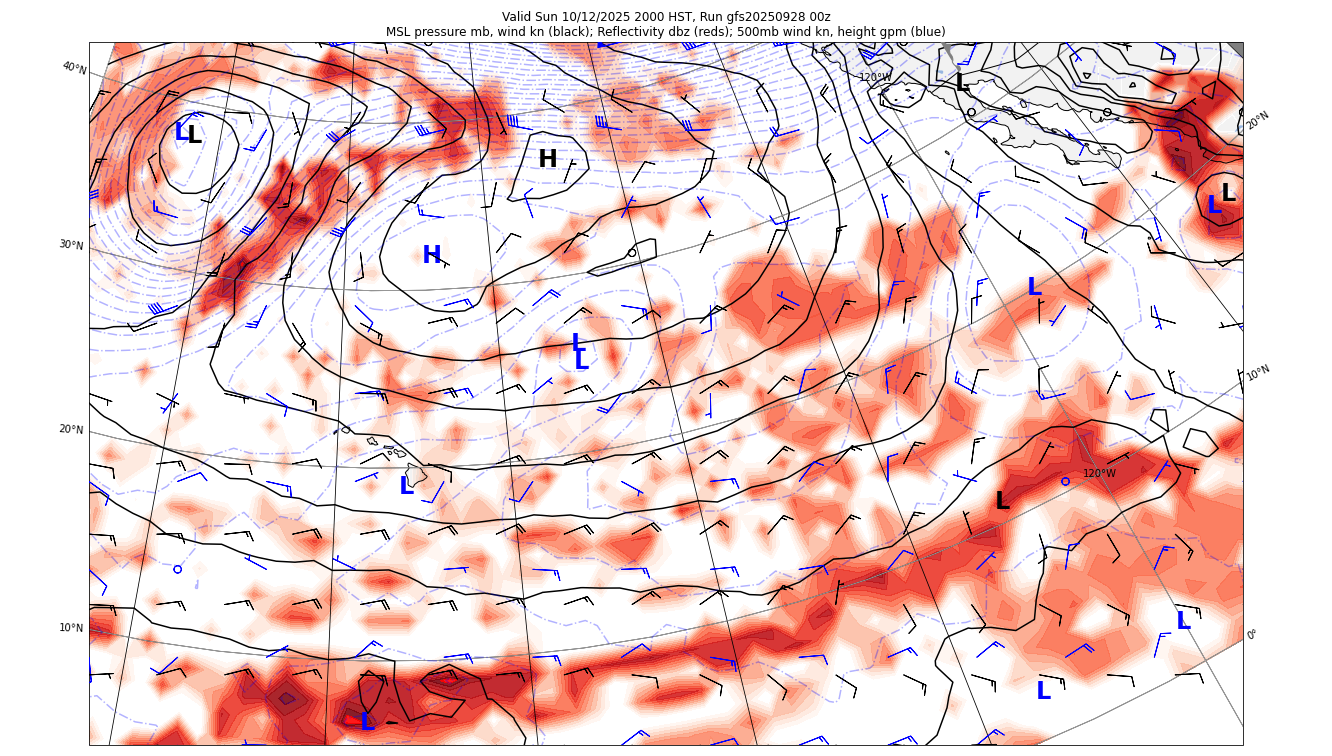 Valid Sun 10/12/2025 2000 HST, Run gfs20250928 00z
MSL pressure mb, wind kn (black); Reflectivity dbz (reds); 500mb wind kn, height gpm (blue)
40°N
120°W
L
0
20°N
L L
H
L
L
30°N
H
L
L
L
10°N
20°N
120°W
L
L
10°N
L
0°
L
L